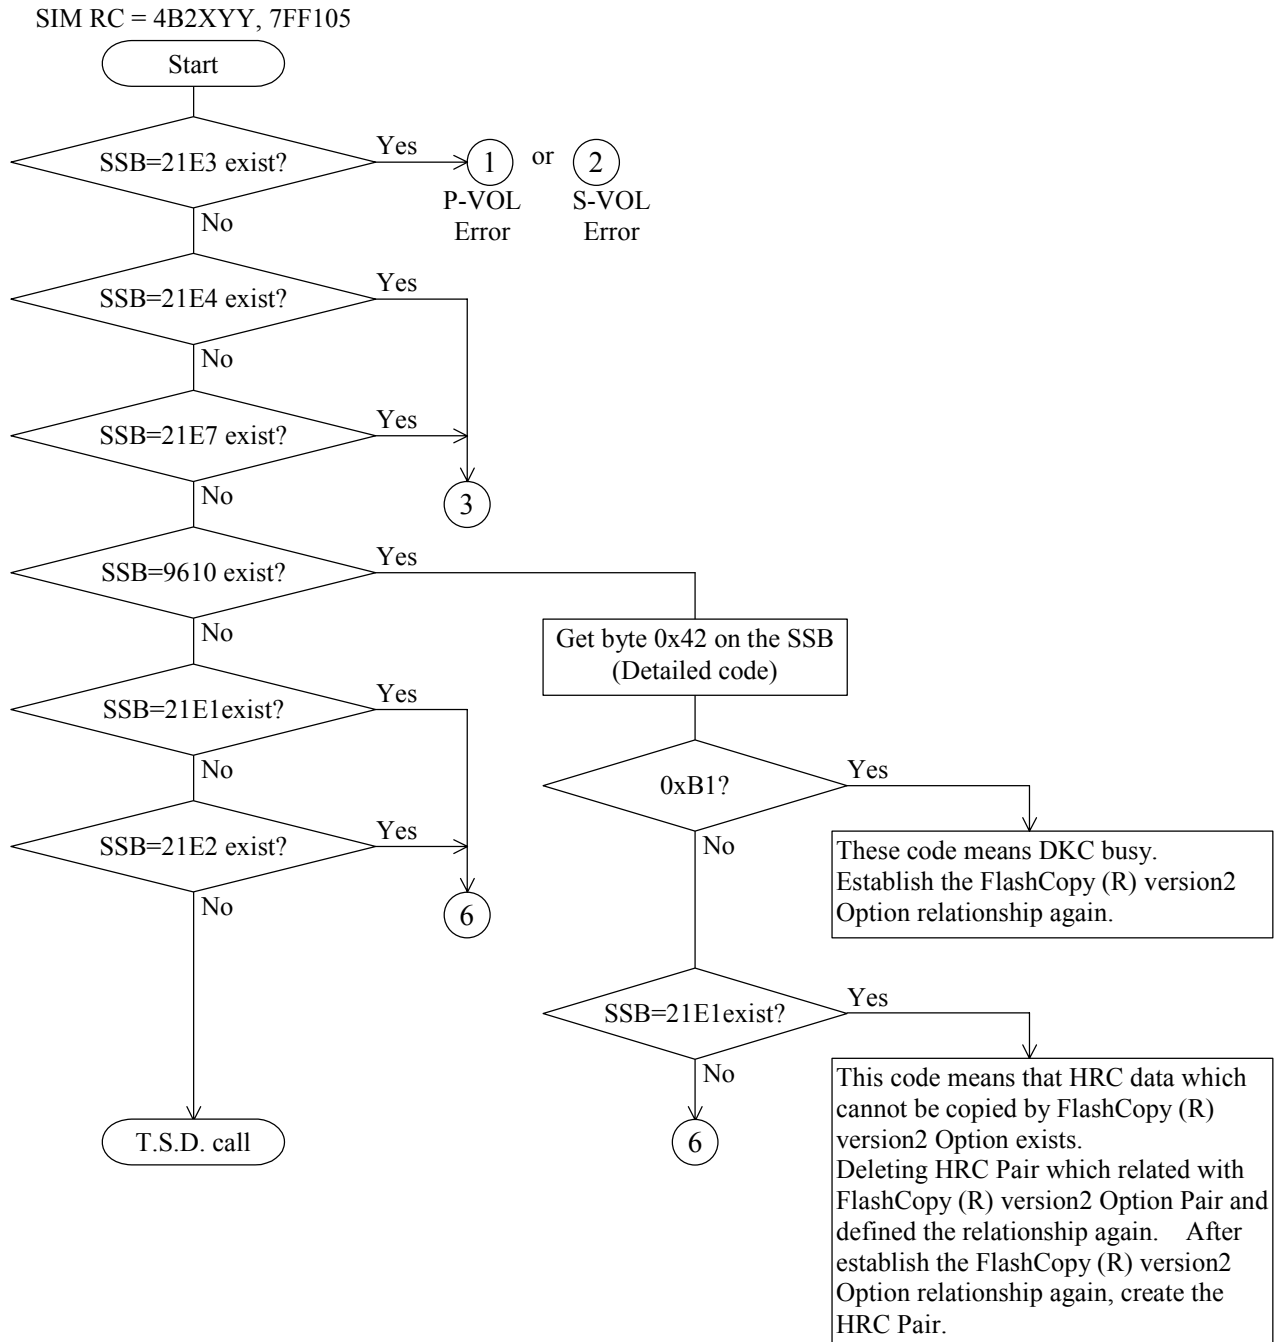 SIM RC = 4B2XYY, 7FF105
Start
SSB=21E3 exist?
Yes
1
or
2
P-VOL
Error
S-VOL
Error
No
SSB=21E4 exist?
Yes
No
SSB=21E7 exist?
Yes
3
No
SSB=9610 exist?
Yes
Get byte 0x42 on the SSB
(Detailed code)
No
SSB=21E1exist?
Yes
No
SSB=21E2 exist?
Yes
6
No
T.S.D. call
0xB1?
Yes
These code means DKC busy.
Establish the FlashCopy (R) version2
Option relationship again.
No
SSB=21E1exist?
Yes
This code means that HRC data which
cannot be copied by FlashCopy (R)
version2 Option exists.
Deleting HRC Pair which related with
FlashCopy (R) version2 Option Pair and
defined the relationship again.    After
establish the FlashCopy (R) version2
Option relationship again, create the
HRC Pair.
No
6